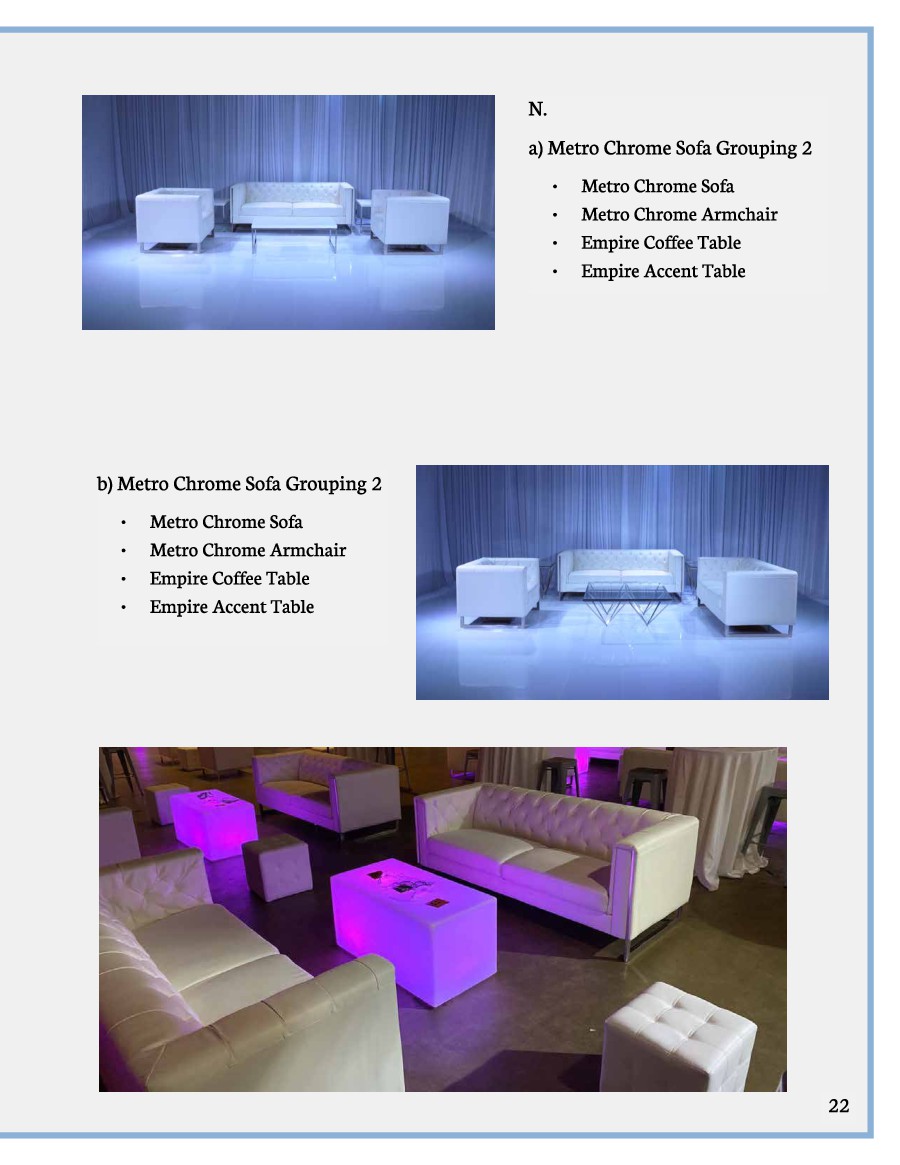 N.
a) Metro Chrome Sofa Grouping 2
• Metro Chrome Sofa
• Metro Chrome Armchair
• Empire Coffee Table
• Empire Accent Table
b) Metro Chrome Sofa Grouping 2
• Metro Chrome Sofa
• Metro Chrome Armchair
• Empire Coffee Table
• Empire Accent Table
22